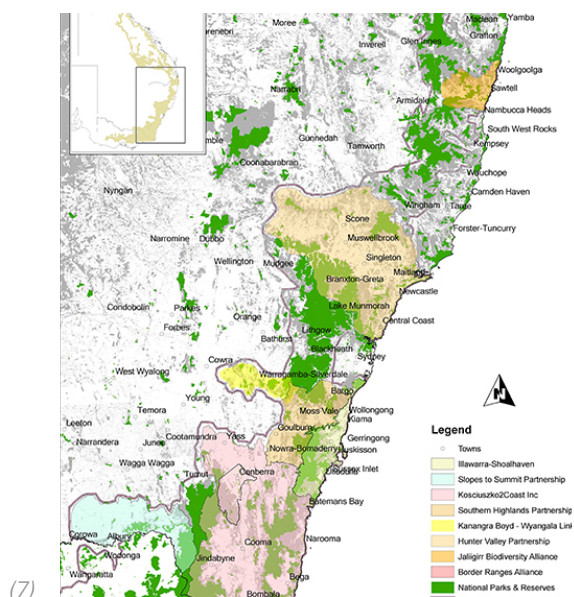 Moree
Maclean
Yamba
Grafton
Inverell
Glen Innes
Woolgoolga
Narrabri
Sawtell
Armidale
Nambucca Heads
South West Rocks
Gunnedah
Kempsey
Coonabarabran
Tamworth
Wauchope
Nyngan
Camden Haven
Wingham
Taree
Scone
Forster-Tuncurry
Narromine
Dubbo
Muswellbrook
Wellington
Mudgee
Singleton
Maitland
Branxton-Greta
Newcastle
Condobolin
Parkes
Lake Munmorah
Orange
Central Coast
Forbes
Lithgow
Bathurst
Blackheath
Sydney
Cowra
West Wyalong
Warragamba-Silverdale
Bargo
Young
Temora
Moss Vale
Wollongong
Kiama
Leeton
Goulburn
Cootamundra
Yass
Gerringong
Narrandera
Junee
Nowra-Bomaderry
Huskisson
Wagga Wagga
Canberra
Tumut
Batemans Bay
Corowa
Albury
Cooma
Narooma
Wodonga
Jindabyne
Wangaratta
Bega
Bombala
Legend
Towns
Illawarra-Shoalhaven
Slopes to Summit Partnership
Kosciuszko2Coast Inc
Southern Highlands Partnership
Kanangra Boyd - Wyangala Link
Hunter Valley Partnership
Jaliigirr Biodiversity Alliance
Border Ranges Alliance
National Parks & Reserves
N
(7)